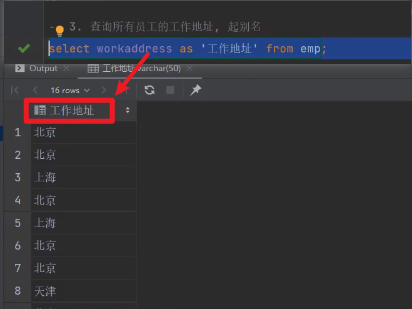 - 3. 查询所有员工的工作地址, 起别名
select workaddress as '工作地址' from emp;
Output
工作地址 varchar(50)
16 rows
工作地址
1 北京
2 北京
3 上海
4 北京
5 上海
6 北京
7 北京
8 天津